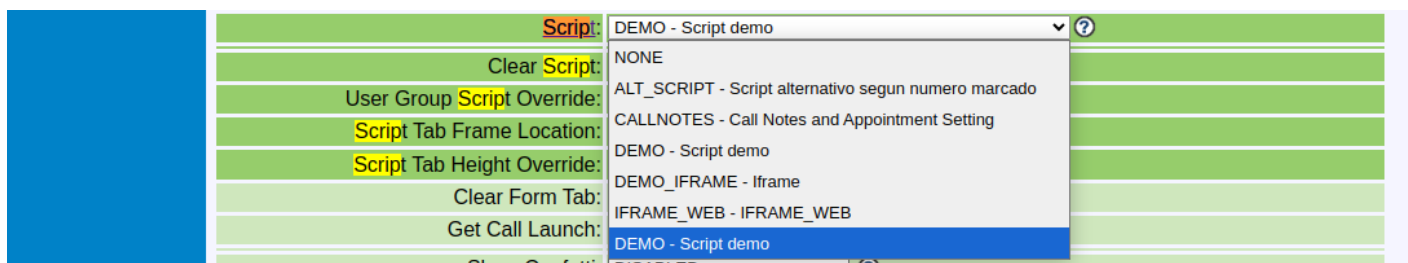 Script: DEMO - Script demo
NONE
Clear Script:
ALT_SCRIPT - Script alternativo segun numero marcado
User Group Script Override:
CALLNOTES - Call Notes and Appointment Setting
Script Tab Frame Location:
DEMO - Script demo
Script Tab Height Override:
DEMO_IFRAME - Iframe
Clear Form Tab:
IFRAME_WEB - IFRAME_WEB
Get Call Launch:
DEMO - Script demo